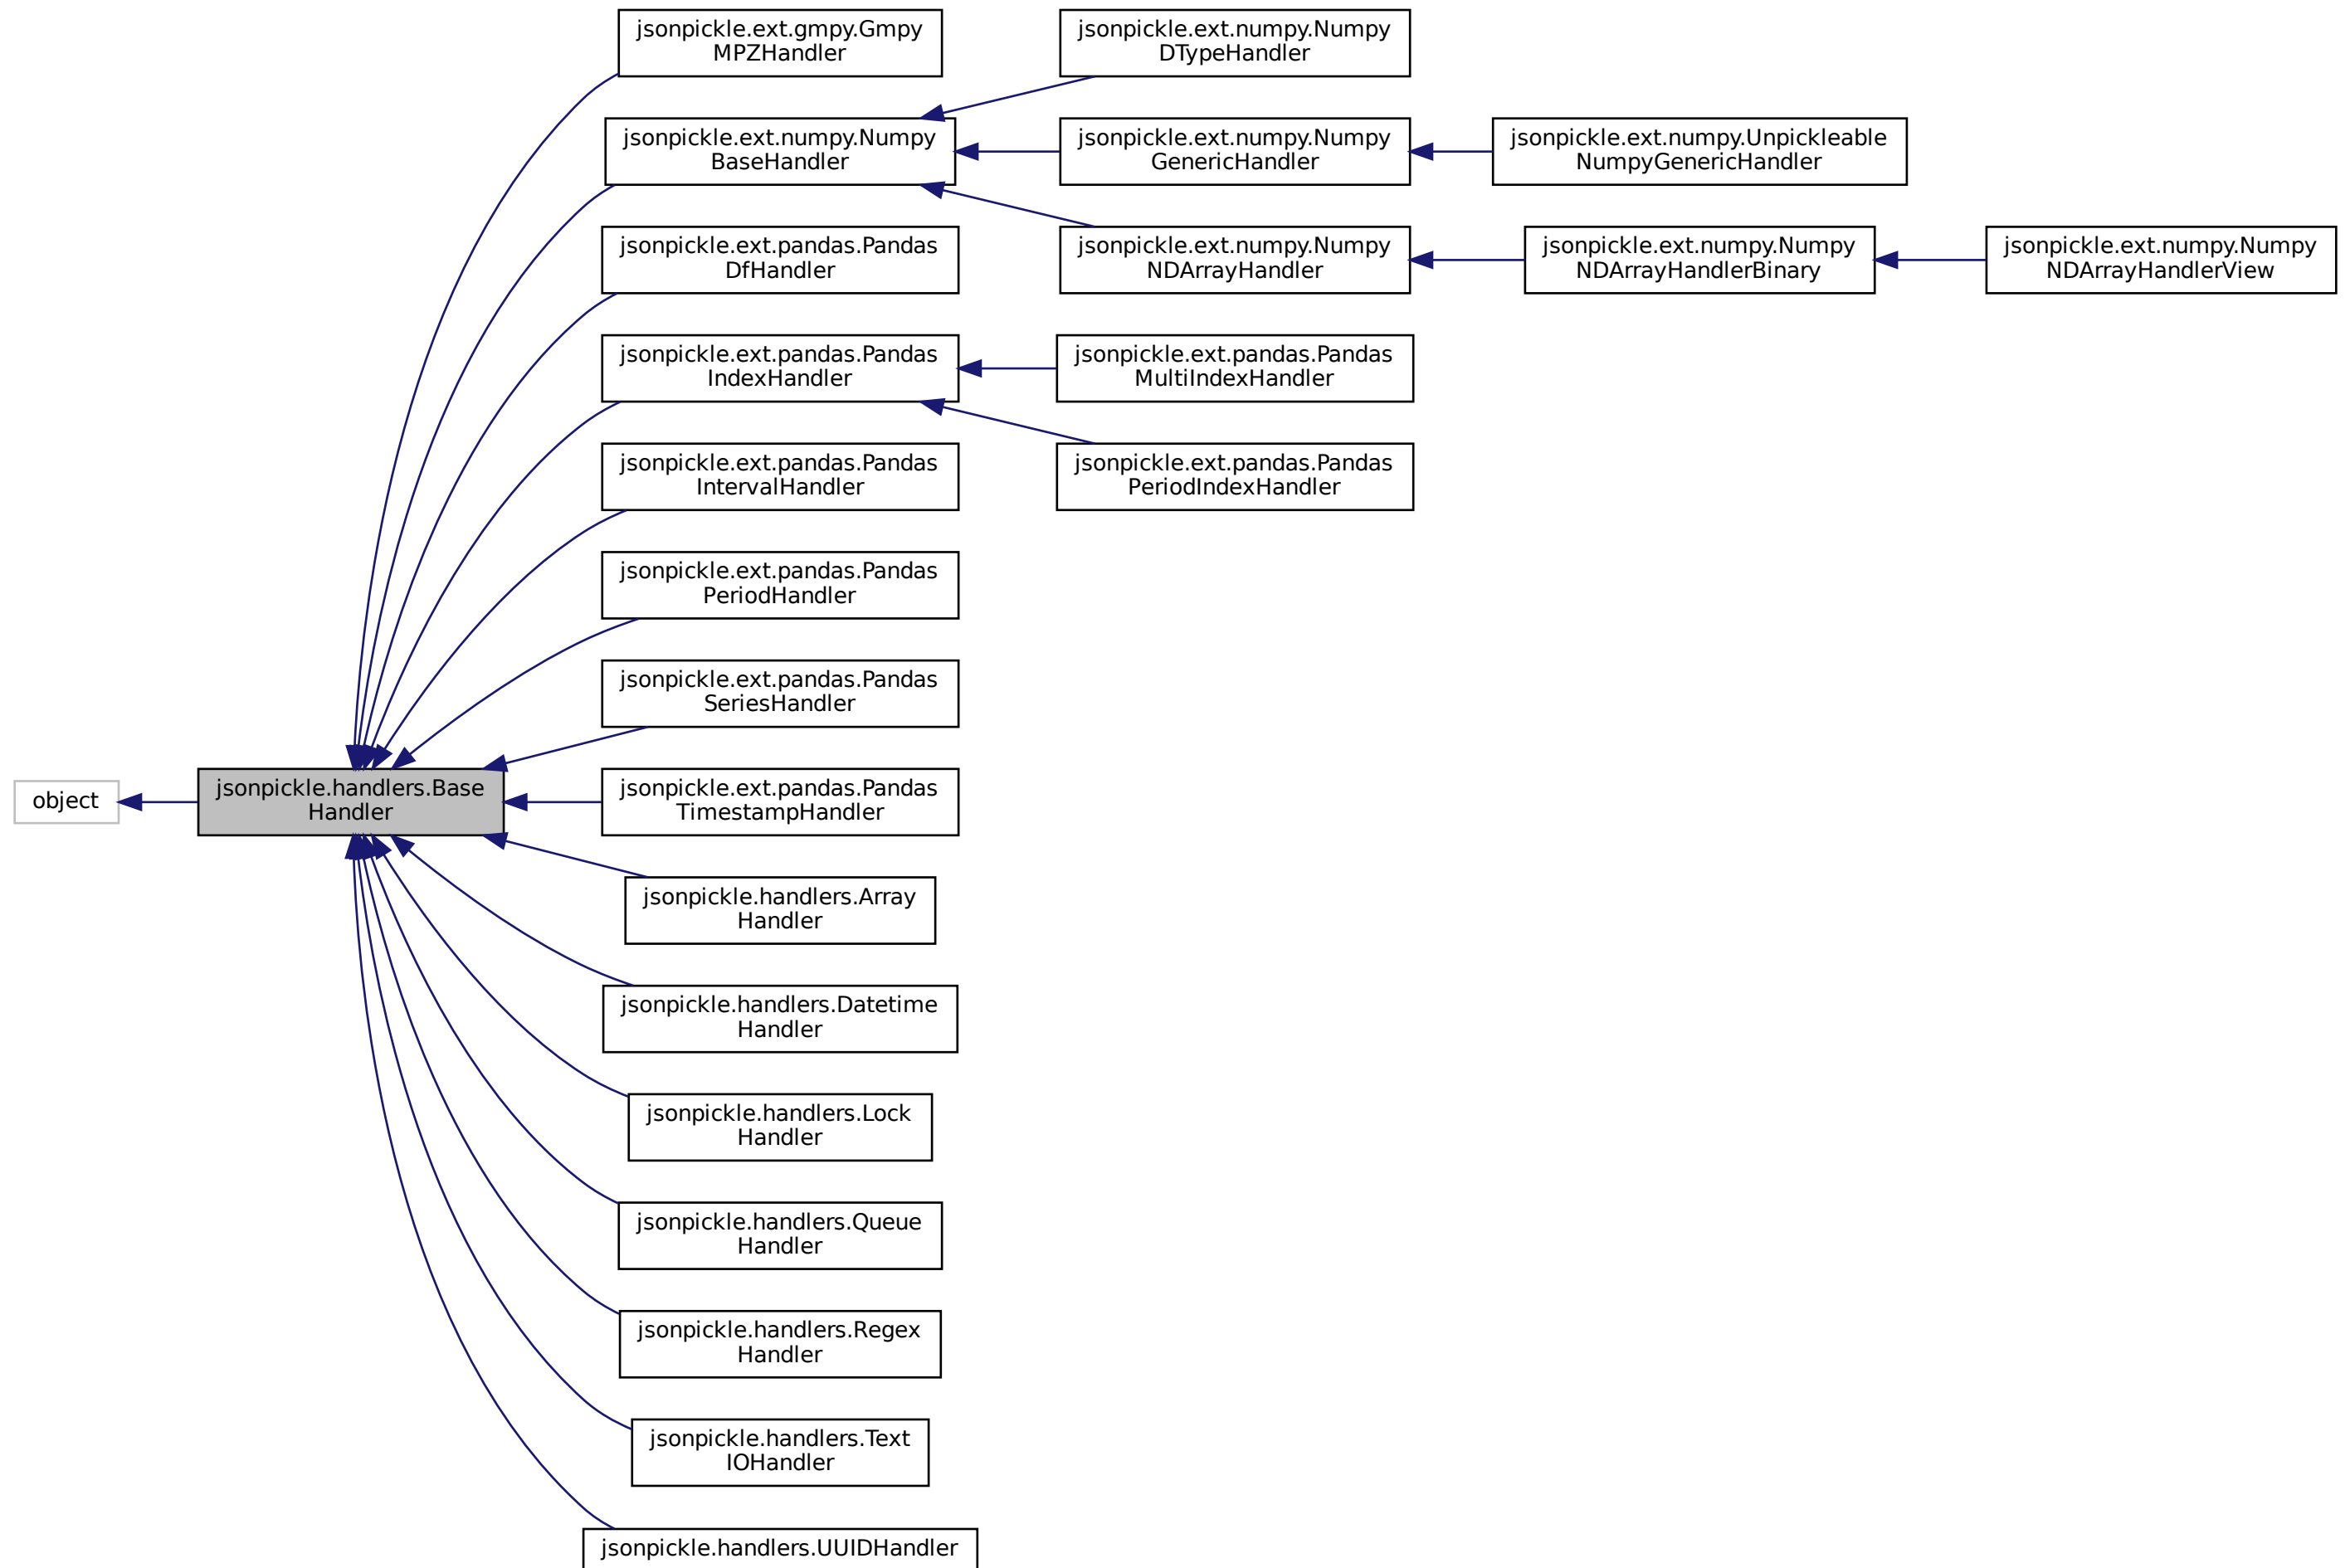 jsonpickle.ext.gmpy.Gmpy
MPZHandler
jsonpickle.ext.numpy.Numpy
DTypeHandler
jsonpickle.ext.numpy.Numpy
BaseHandler
jsonpickle.ext.numpy.Numpy
GenericHandler
jsonpickle.ext.numpy.Unpickleable
NumpyGenericHandler
jsonpickle.ext.pandas.Pandas
DfHandler
jsonpickle.ext.numpy.Numpy
NDArrayHandler
jsonpickle.ext.numpy.Numpy
NDArrayHandlerBinary
jsonpickle.ext.numpy.Numpy
NDArrayHandlerView
jsonpickle.ext.pandas.Pandas
IndexHandler
jsonpickle.ext.pandas.Pandas
MultiIndexHandler
jsonpickle.ext.pandas.Pandas
IntervalHandler
jsonpickle.ext.pandas.Pandas
PeriodIndexHandler
jsonpickle.ext.pandas.Pandas
PeriodHandler
jsonpickle.ext.pandas.Pandas
SeriesHandler
object
jsonpickle.handlers.Base
Handler
jsonpickle.ext.pandas.Pandas
TimestampHandler
jsonpickle.handlers.Array
Handler
jsonpickle.handlers.Datetime
Handler
jsonpickle.handlers.Lock
Handler
jsonpickle.handlers.Queue
Handler
jsonpickle.handlers.Regex
Handler
jsonpickle.handlers.Text
IOHandler
jsonpickle.handlers.UUIDHandler